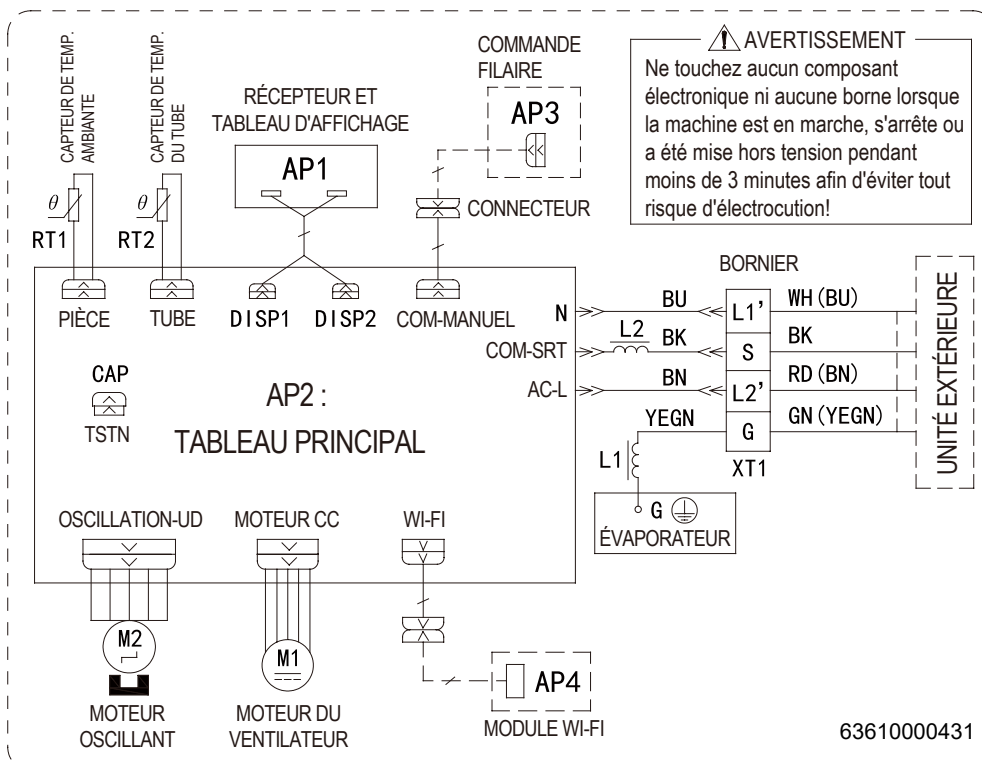 CAPTEUR DE TEMP.
AMBIANTE
CAPTEUR DE TEMP.
DU TUBE
RÉCEPTEUR ET
TABLEAU D'AFFICHAGE
AP1
COMMANDE
FILAIRE
AP3
CONNECTEUR
AVERTISSEMENT
Ne touchez aucun composant
électronique ni aucune borne lorsque
la machine est en marche, s'arrête ou
a été mise hors tension pendant
moins de 3 minutes afin d'éviter tout
risque d'électrocution!
θ
RT1
θ
RT2
PIÈCE
TUBE
DISP1
DISP2
COM-MANUEL
CAP
TSTN
AP2 :
TABLEAU PRINCIPAL
BORNIER
N
BU
L1'
WH (BU)
COM-SRT
L2
BK
S
BK
AC-L
BN
L2'
RD (BN)
YEGN
G
GN (YEGN)
XT1
L1
G
ÉVAPORATEUR
UNITÉ EXTÉRIEURE
OSCILLATION-UD
MOTEUR CC
WI-FI
M2
MOTEUR
OSCILLANT
M1
MOTEUR DU
VENTILATEUR
AP4
MODULE WI-FI
63610000431